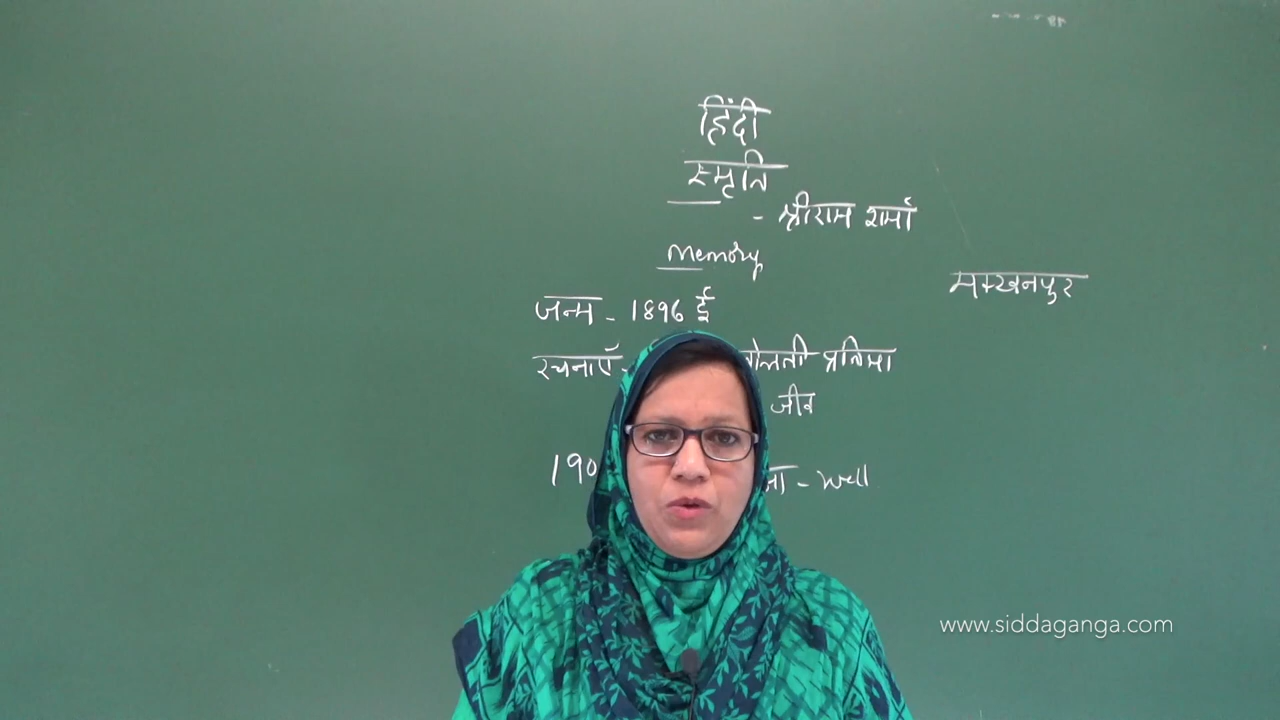 हिंदी
स्मृति
- श्रीराम शर्मा
Memory
मक्खनपुर
जन्म - 1896 ई
रचनाएँ - बोलती प्रतिमा
जीव
190
- well
www.siddaganga.com